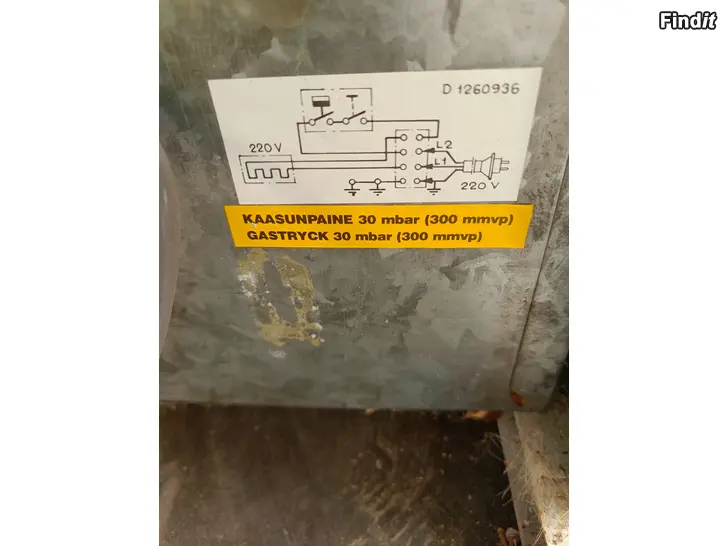 Findit
D 1260936
220 V
L2
L1
220 V
KAASUNPAINE 30 mbar (300 mmvp)
GASTRYCK 30 mbar (300 mmvp)